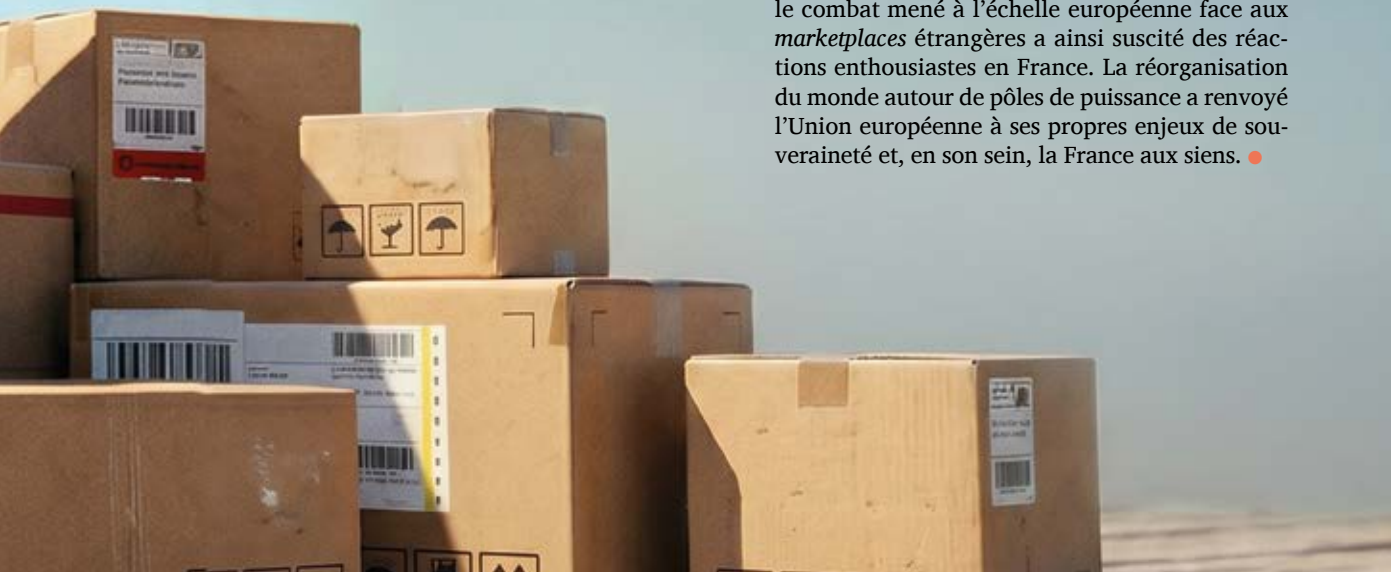 le combat mené à l’échelle européenne face aux
marketplaces étrangères a ainsi suscité des réac-
tions enthousiastes en France. La réorganisation
du monde autour de pôles de puissance a renvoyé
l’Union européenne à ses propres enjeux de sou-
veraineté et, en son sein, la France aux siens.